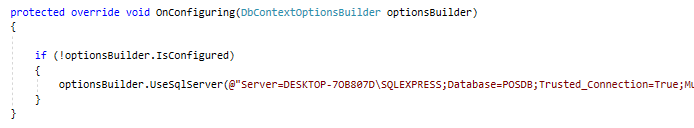 protected override void OnConfiguring(DbContextOptionsBuilder optionsBuilder)
{
if (!optionsBuilder.IsConfigured)
{
optionsBuilder.UseSqlServer(@"Server=DESKTOP-7OB807D\SQLEXPRESS;Database=POSDB;Trusted_Connection=True;Mu
}
}